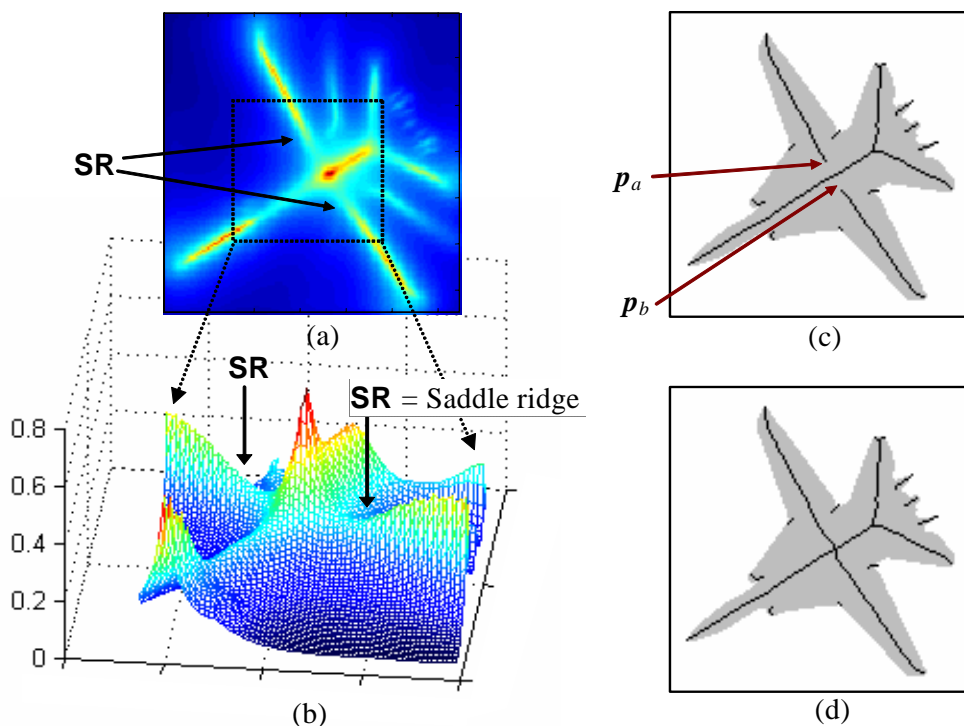 SR
(a)
p_a
p_b
(c)
SR
SR = Saddle ridge
0.8
0.6
0.4
0.2
0
(b)
(d)